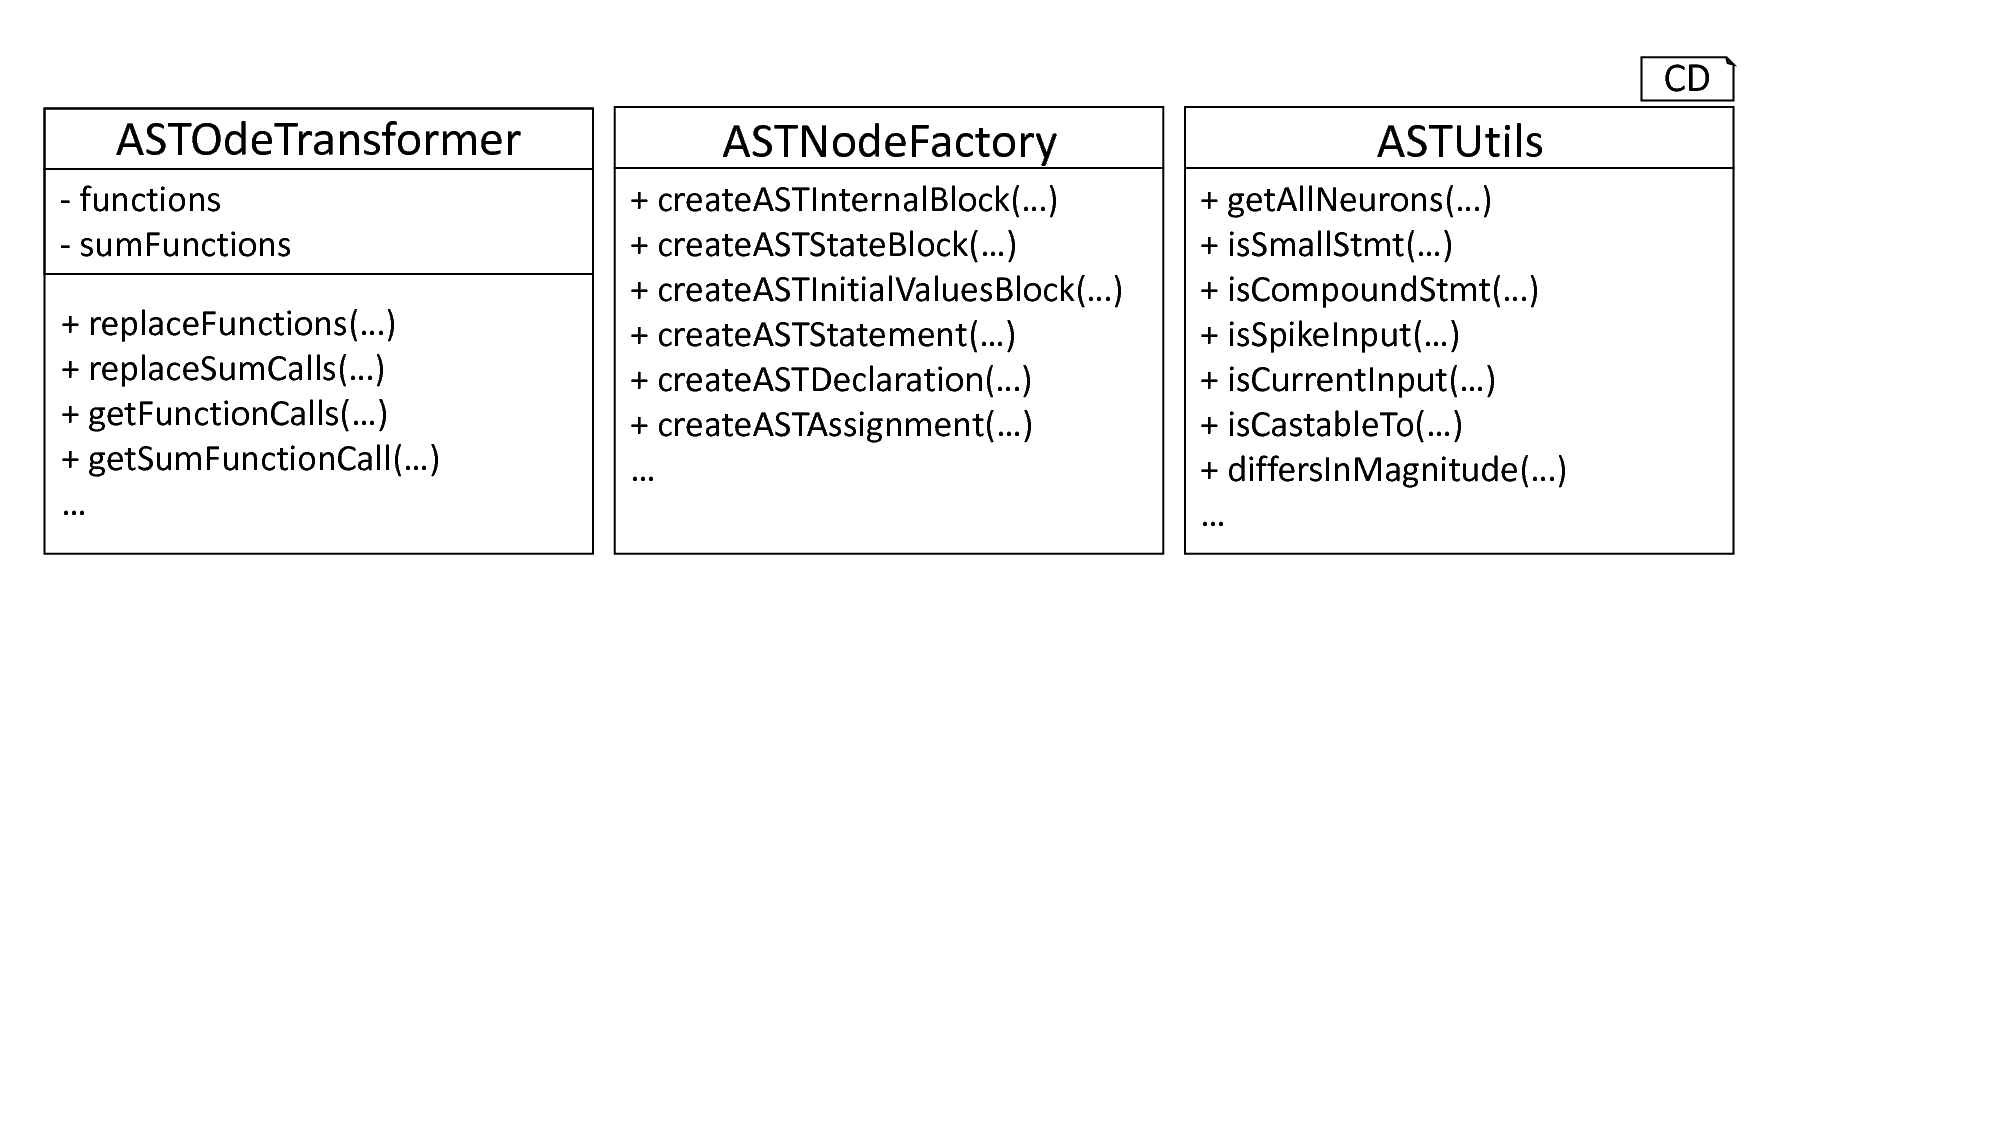 CD
ASTOdeTransformer
- functions
- sumFunctions
+ replaceFunctions(...)
+ replaceSumCalls(...)
+ getFunctionCalls(...)
+ getSumFunctionCall(...)
...
ASTNodeFactory
+ createASTInternalBlock(...)
+ createASTStateBlock(...)
+ createASTInitialValuesBlock(...)
+ createASTStatement(...)
+ createASTDeclaration(...)
+ createASTAssignment(...)
...
ASTUtils
+ getAllNeurons(...)
+ isSmallStmt(...)
+ isCompoundStmt(...)
+ isSpikeInput(...)
+ isCurrentInput(...)
+ isCastableTo(...)
+ differsInMagnitude(...)
...